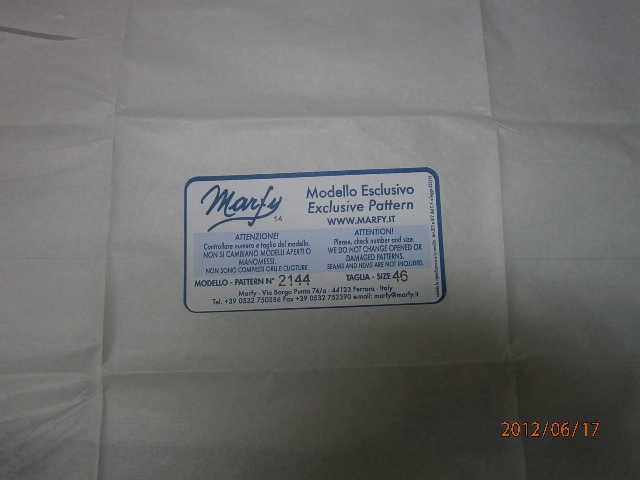 Marfy
14
Modello Esclusivo
Exclusive Pattern
WWW.MARFY.IT
ATTENZIONE!
Controllare numero e taglia del modello.
NON SI CAMBIANO MODELLI APERTI O
MANOMESSI.
NON SONO COMPRESI ORLI E CUCITURE.
ATTENTION!
Please, check number and size.
WE DO NOT CHANGE OPENED OR
DAMAGED PATTERNS.
SEAMS AND HEMS ARE NOT INCLUDED.
MODELLO - PATTERN N° 2144 TAGLIA - SIZE 46
Marfy - Via Borgo Punta 74/a - 44123 Ferrara - Italy
Tel. +39 0532 750286 Fax +39 0532 752390 e-mail: marfy@marfy.it
2012/06/17